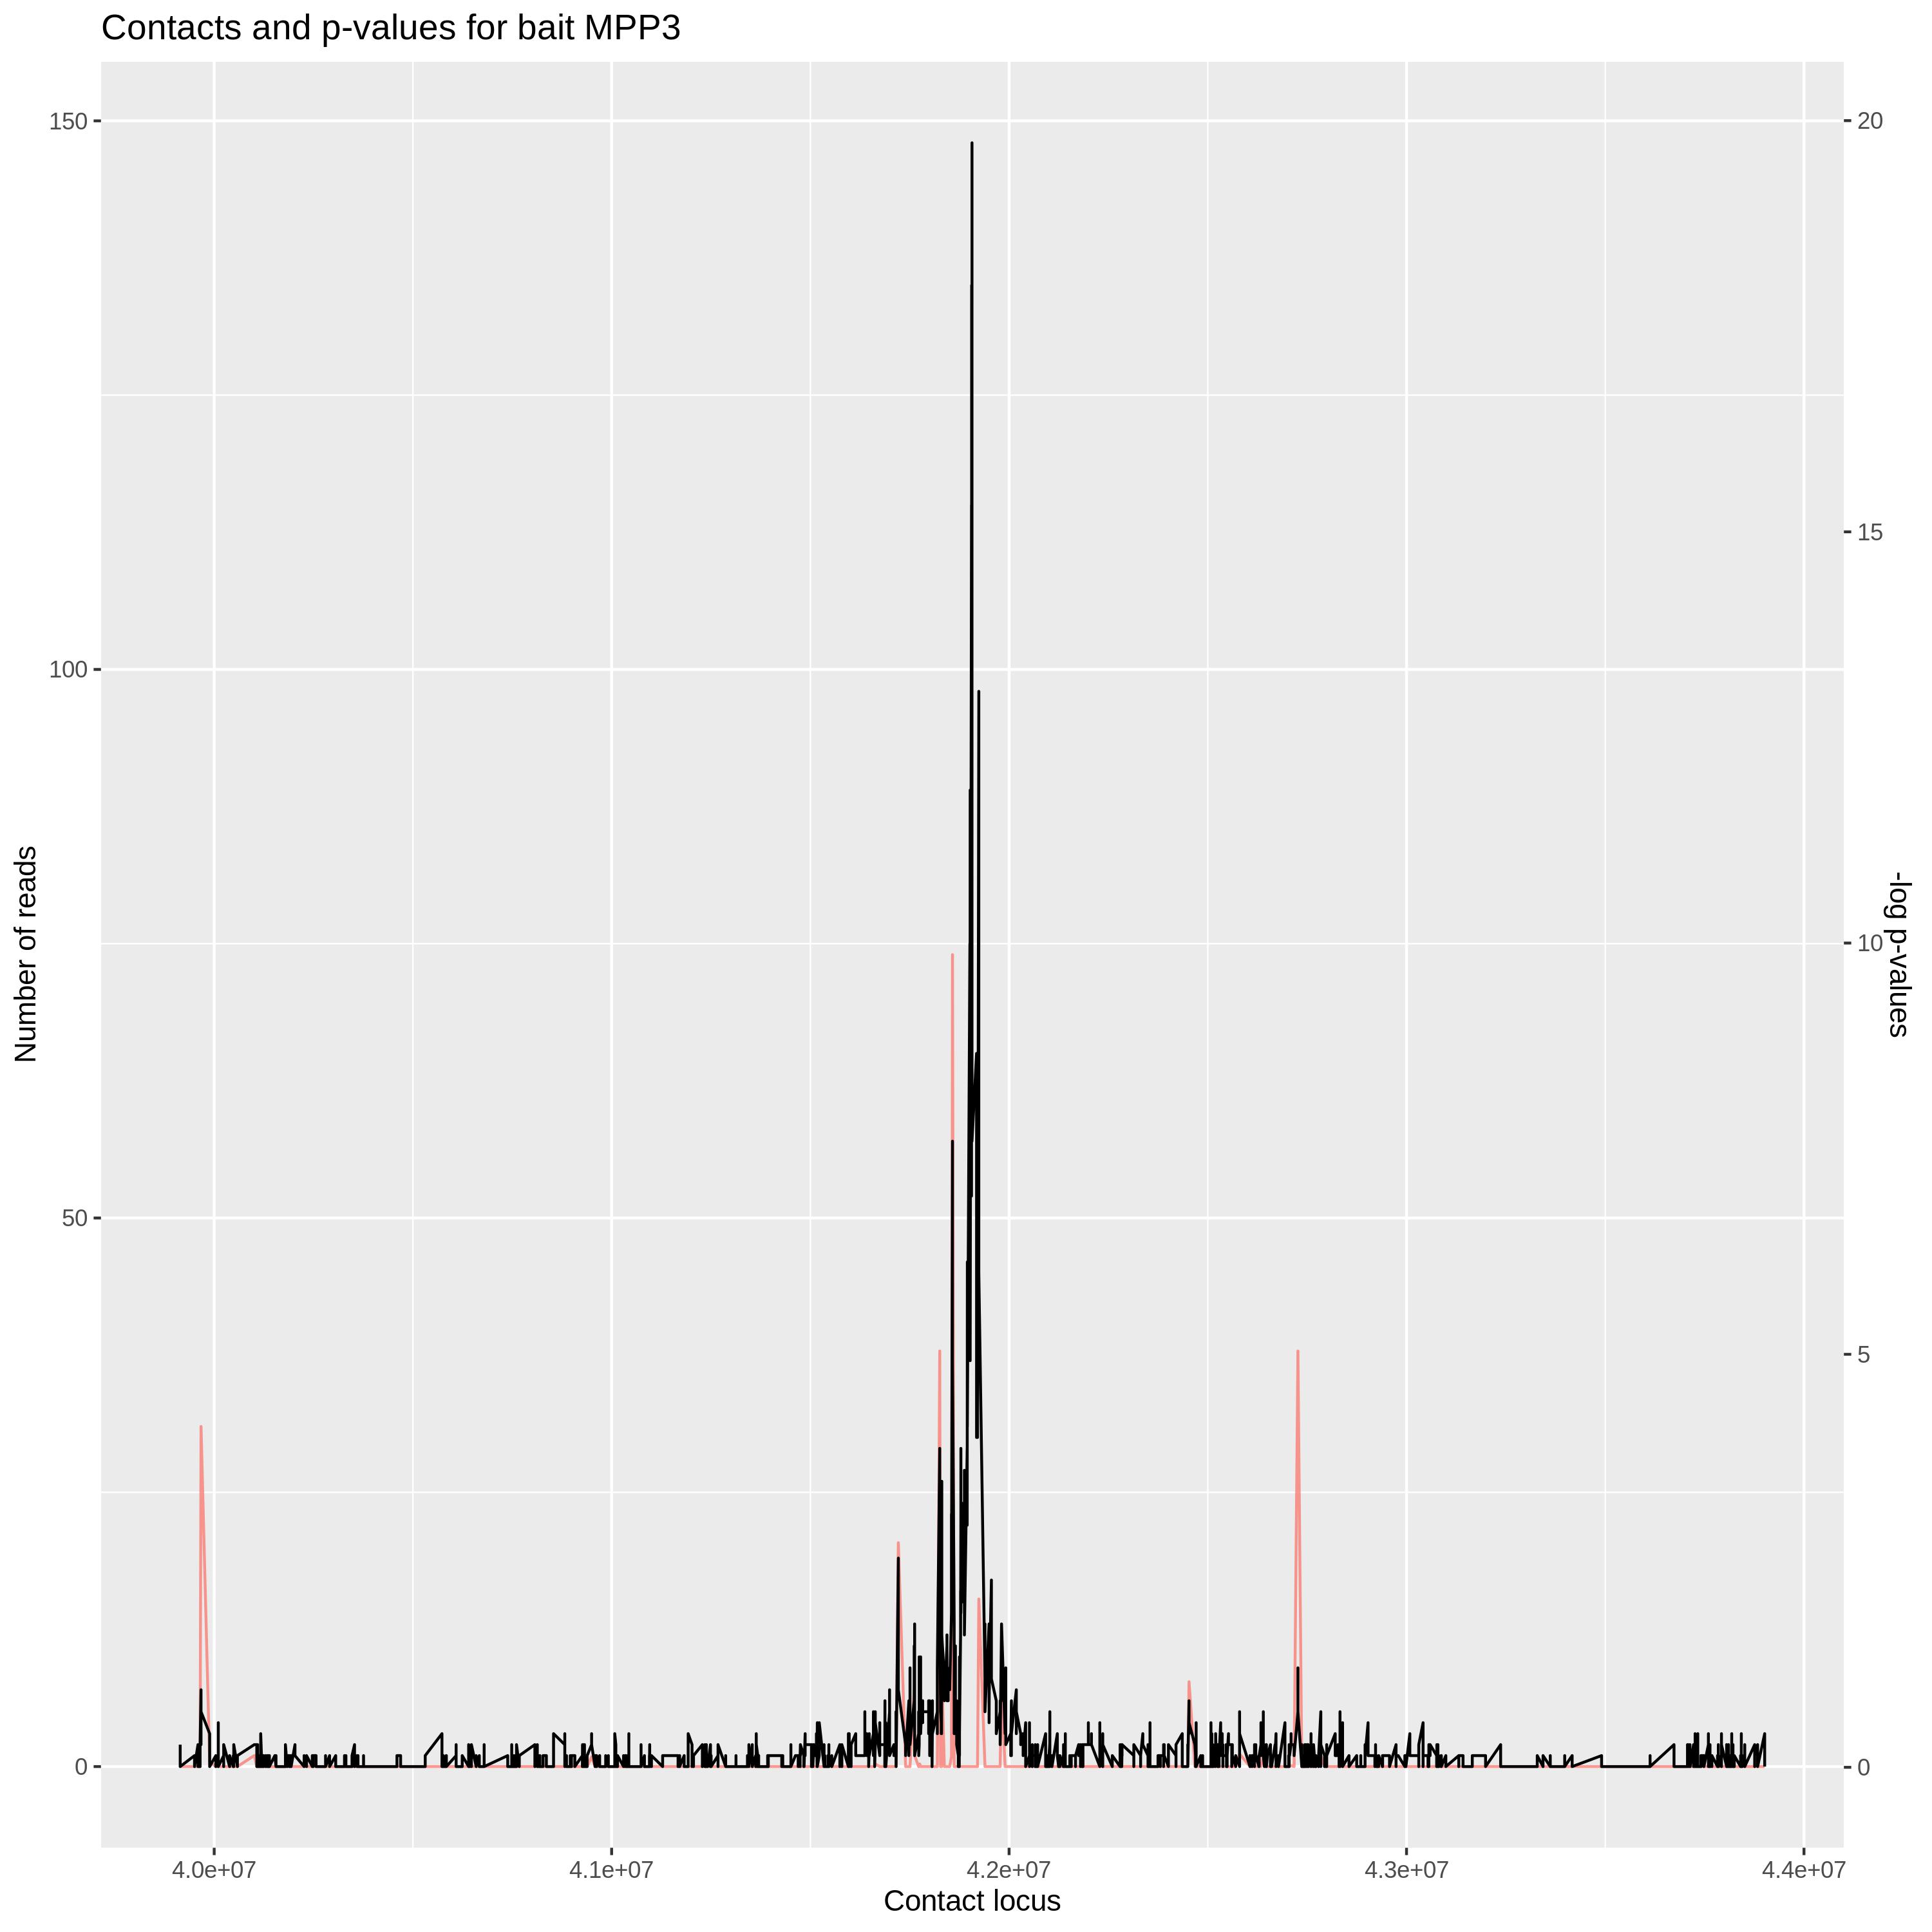 Contacts and p-values for bait MPP3
150
100
50
0
Number of reads
20
15
10
5
0
-log p-values
4.0e+07
4.1e+07
4.2e+07
4.3e+07
4.4e+07
Contact locus